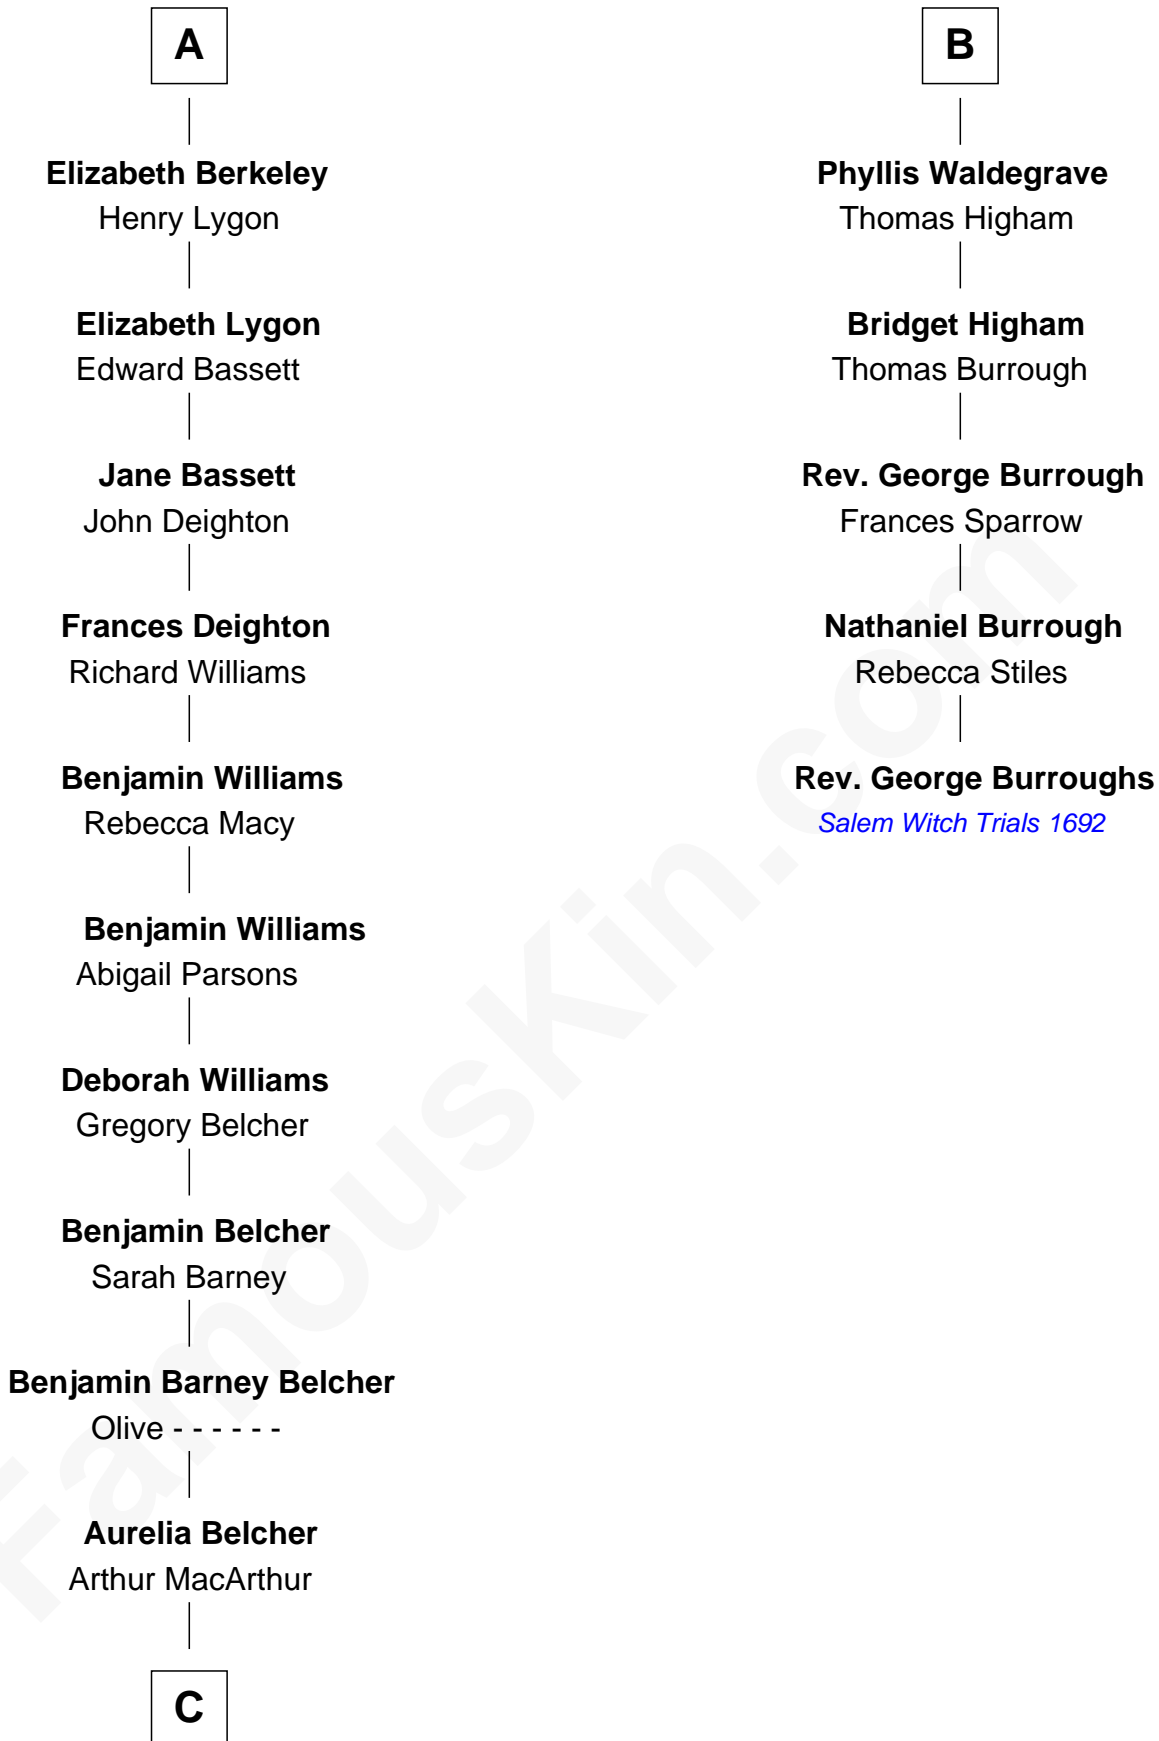 A
Elizabeth Berkeley
Henry Lygon
Elizabeth Lygon
Edward Bassett
Jane Bassett
John Deighton
Frances Deighton
Richard Williams
Benjamin Williams
Rebecca Macy
Benjamin Williams
Abigail Parsons
Deborah Williams
Gregory Belcher
Benjamin Belcher
Sarah Barney
Benjamin Barney Belcher
Olive - - - - - -
Aurelia Belcher
Arthur MacArthur
C
B
Phyllis Waldegrave
Thomas Higham
Bridget Higham
Thomas Burrough
Rev. George Burrough
Frances Sparrow
Nathaniel Burrough
Rebecca Stiles
Rev. George Burroughs
Salem Witch Trials 1692
FamousKin.com